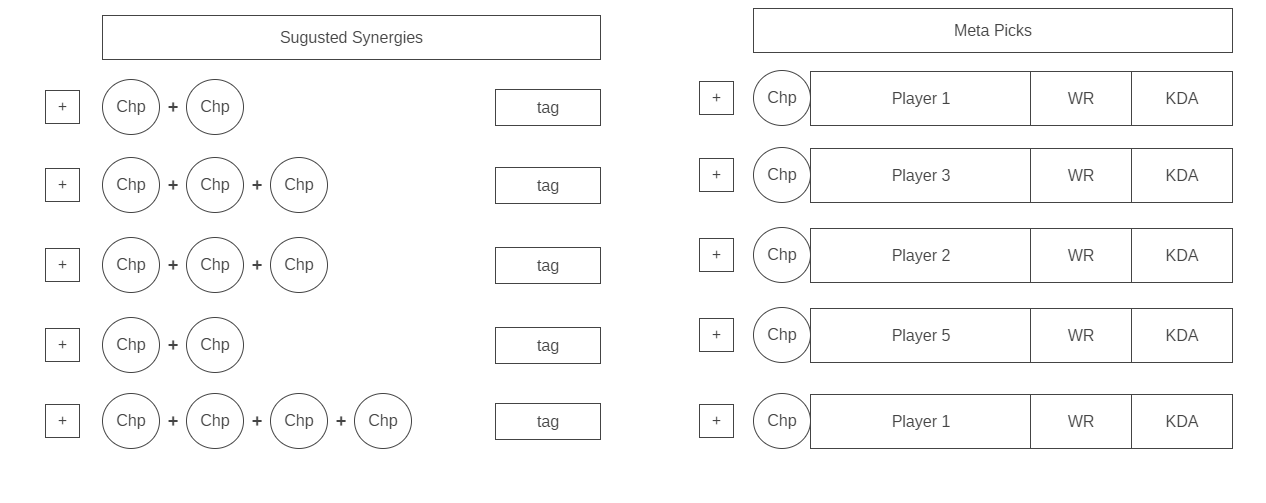 Sugusted Synergies
+ Chp + Chp tag
+ Chp + Chp + Chp tag
+ Chp + Chp + Chp tag
+ Chp + Chp tag
+ Chp + Chp + Chp + Chp tag
Meta Picks
+ Chp Player 1 WR KDA
+ Chp Player 3 WR KDA
+ Chp Player 2 WR KDA
+ Chp Player 5 WR KDA
+ Chp Player 1 WR KDA